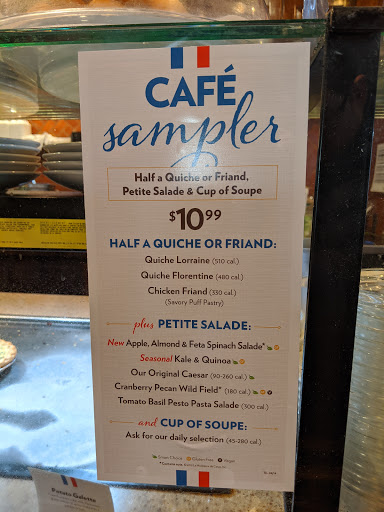 CAFÉ
sampler
Half a Quiche or Friand,
Petite Salade & Cup of Soupe
$10.99
HALF A QUICHE OR FRIAND:
Quiche Lorraine (510 cal.)
Quiche Florentine (480 cal.)
Chicken Friand (330 cal.)
(Savory Puff Pastry)
plus PETITE SALADE:
New Apple, Almond & Feta Spinach Salade*
Seasonal Kale & Quinoa
Our Original Caesar (90-260 cal.)
Cranberry Pecan Wild Field* (180 cal.)
Tomato Basil Pesto Pasta Salade (300 cal.)
and CUP OF SOUPE:
Ask for our daily selection (45-280 cal.)
Potato Galette